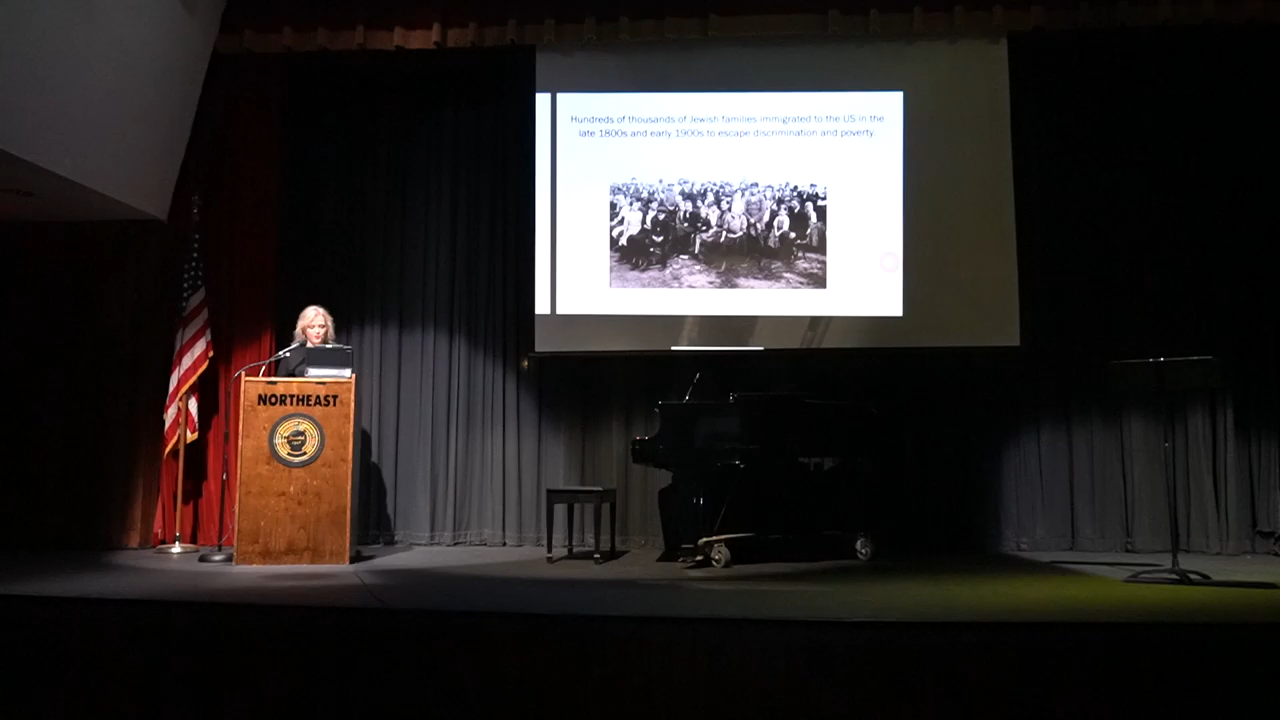 Hundreds of thousands of Jewish families immigrated to the US in the
late 1800s and early 1900s to escape discrimination and poverty.
NORTHEAST